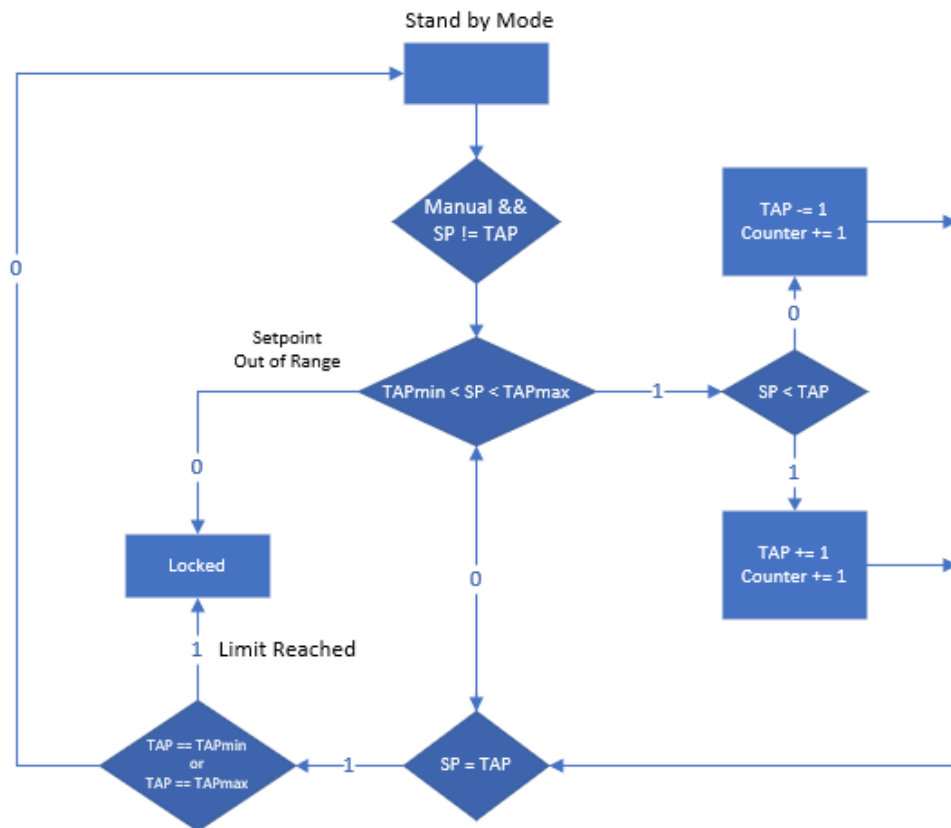 Stand by Mode
Manual &&
SP != TAP
TAP -= 1
Counter += 1
0
0
Setpoint
Out of Range
TAPmin < SP < TAPmax
1
SP < TAP
0
1
Locked
TAP += 1
Counter += 1
0
1
Limit Reached
TAP == TAPmin
or
TAP == TAPmax
1
SP = TAP